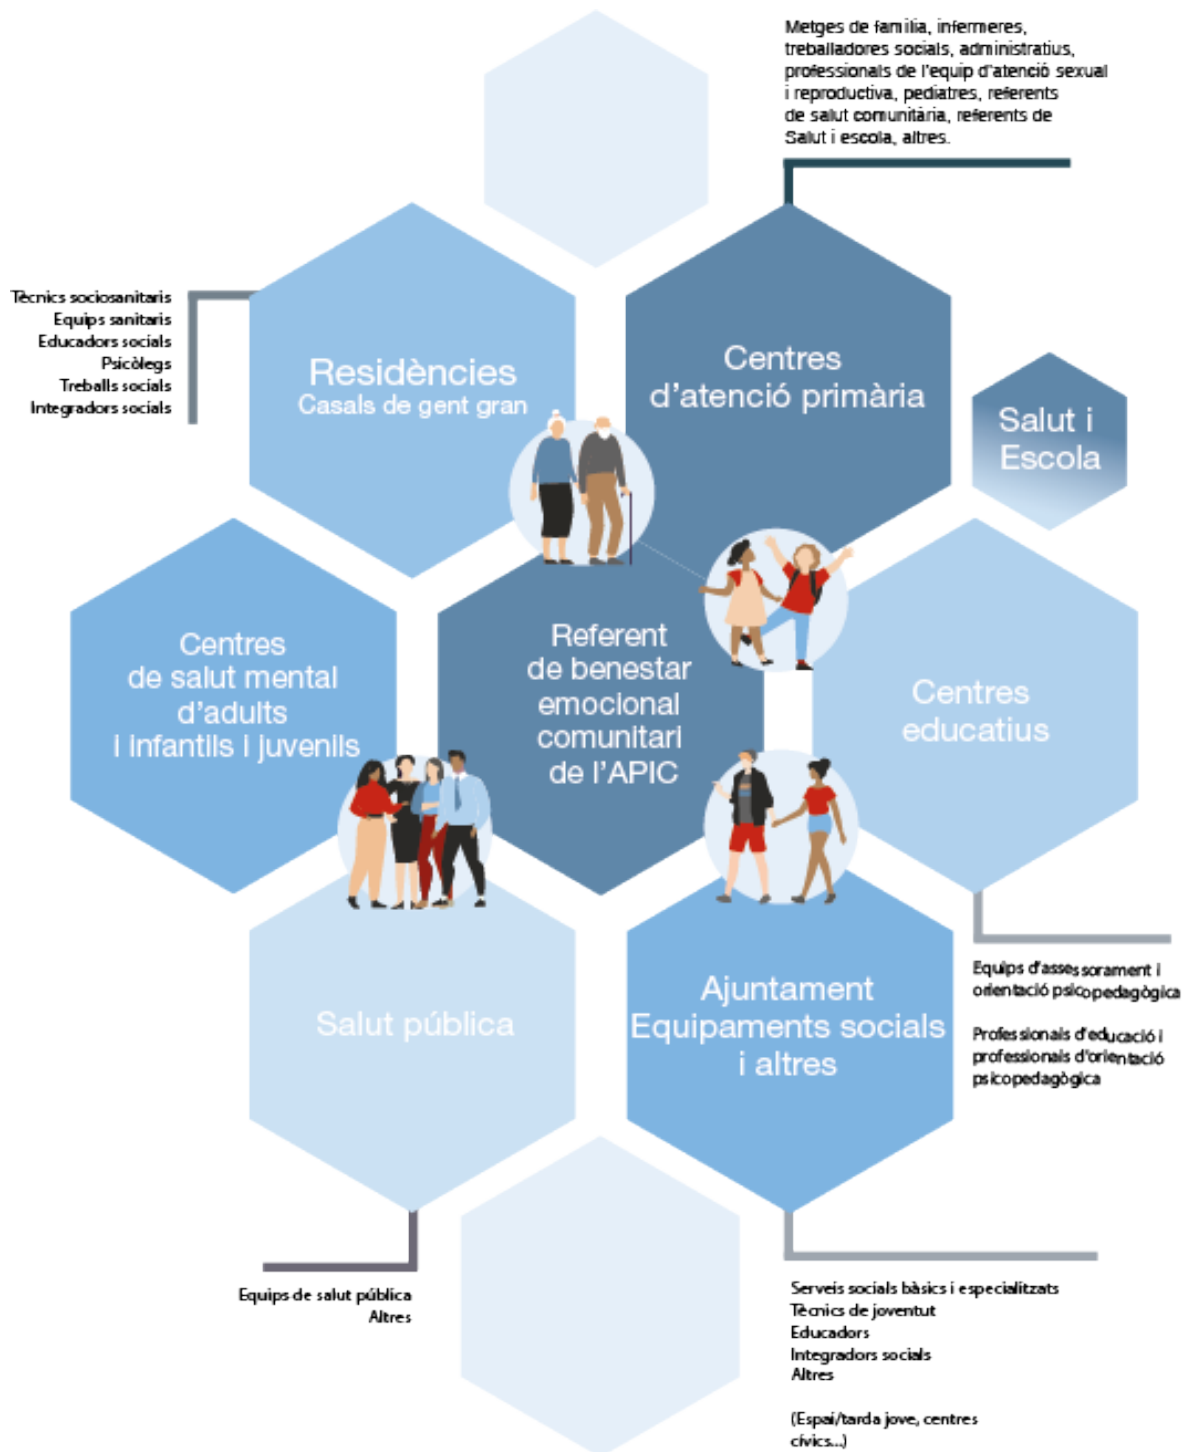 Metges de família, infermeres,
treballadores socials, administratius,
professionals de l'equip d'atenció sexual
i reproductiva, pediatres, referents
de salut comunitària, referents de
Salut i escola, altres.
Tècnics sociosanitaris
Equips sanitaris
Educadors socials
Psicòlegs
Treballs socials
Integradors socials
Residències
Casals de gent gran
Centres
d'atenció primària
Salut i
Escola
Centres
de salut mental
d'adults
i infantils i juvenils
Referent
de benestar
emocional
comunitari
de l'APIC
Centres
educatius
Equips d'assessorament i
orientació psicopedagògica
Professionals d'educació i
professionals d'orientació
psicopedagògica
Salut pública
Ajuntament
Equipaments socials
i altres
Equips de salut pública
Altres
Serveis socials bàsics i especialitzats
Tècnics de joventut
Educadors
Integradors socials
Altres
(Espai/tarda jove, centres
cívics...)